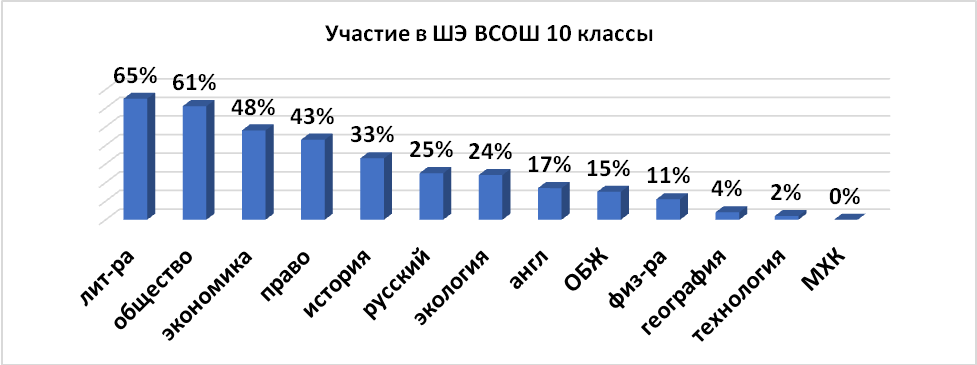 Участие в ШЭ ВСОШ 10 классы
65% 61% 48% 43% 33% 25% 24% 17% 15% 11% 4% 2% 0%
лит-ра общество экономика право история русский экология англ ОБЖ физ-ра география технология МХК